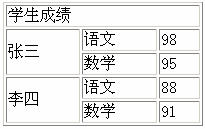 学生成绩
张三 语文 98
数学 95
李四 语文 88
数学 91